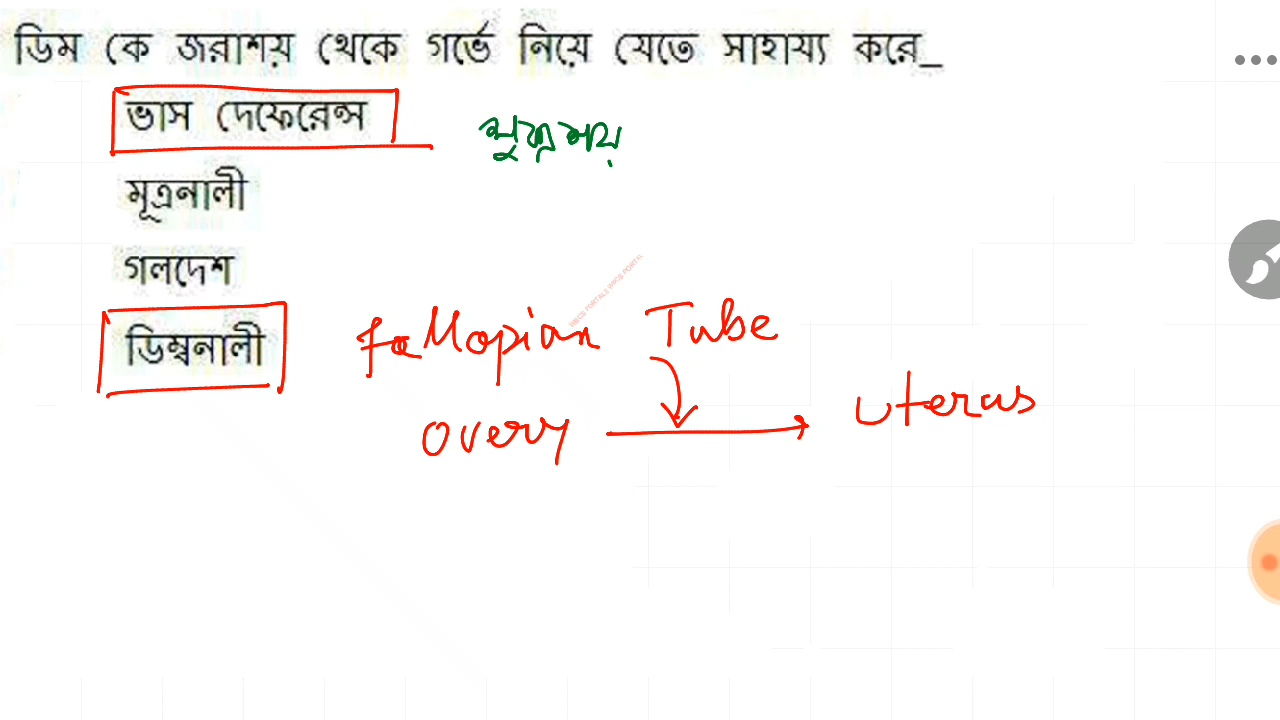 ডিম কে জরাশয় থেকে গর্ভে নিয়ে যেতে সাহায্য করে_
ভাস দেফেরেন্স
মূত্রনালী
গলদেশ
ডিম্বনালী fallopian Tube
overy uterus